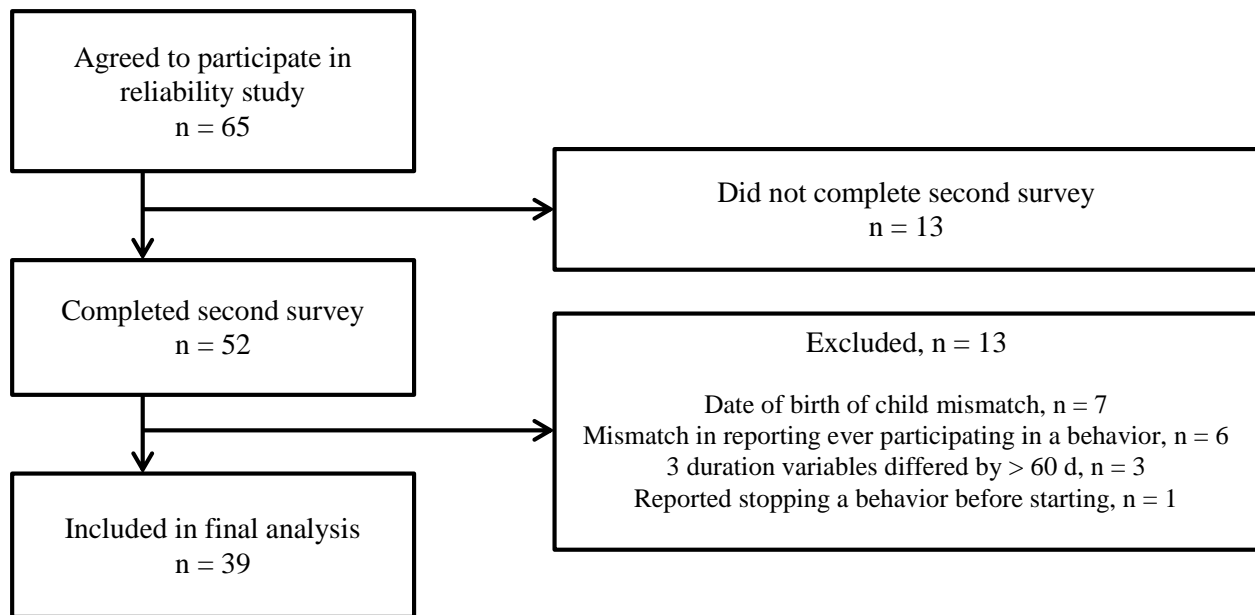 Agreed to participate in
reliability study
n = 65
Did not complete second survey
n = 13
Completed second survey
n = 52
Excluded, n = 13
Date of birth of child mismatch, n = 7
Mismatch in reporting ever participating in a behavior, n = 6
3 duration variables differed by > 60 d, n = 3
Reported stopping a behavior before starting, n = 1
Included in final analysis
n = 39